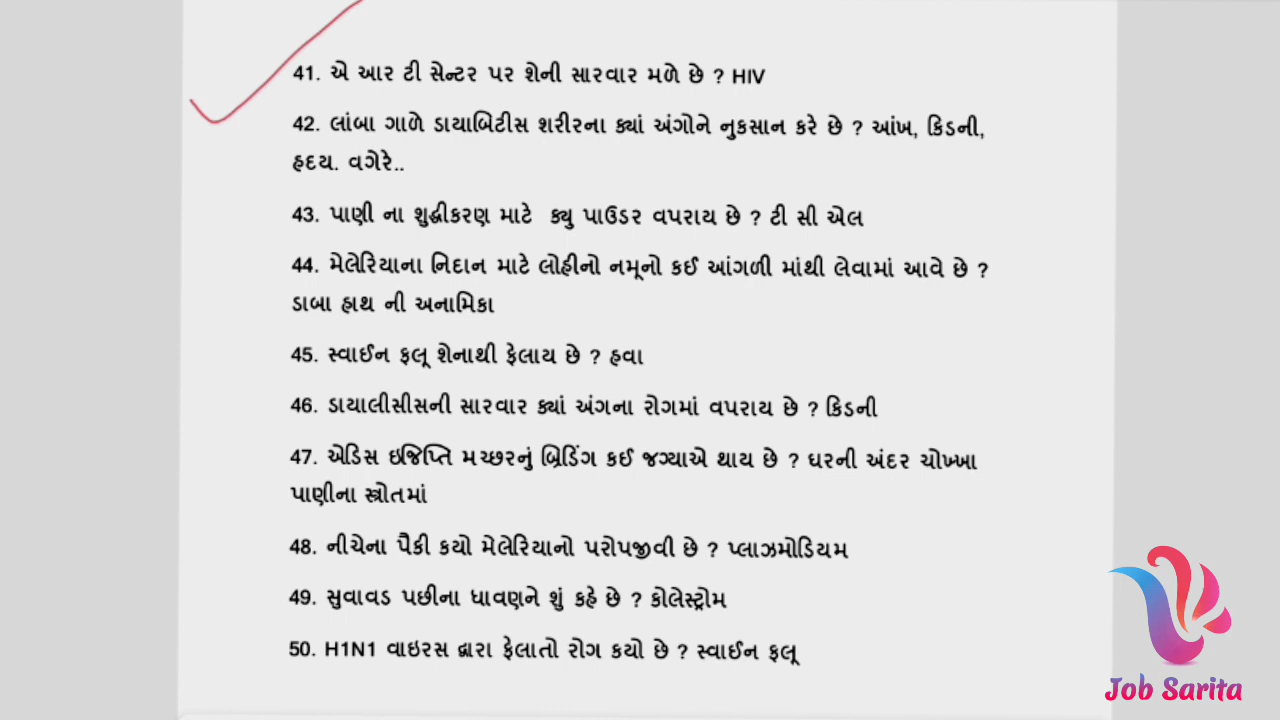 41. એ આર ટી સેન્ટર પર શેની સારવાર મળે છે ? HIV
42. લાંબા ગાળે ડાયાબિટીસ શરીરના ક્યાં અંગોને નુકસાન કરે છે ? આંખ, કિડની,
હૃદય. વગેરે..
43. પાણી ના શુદ્ધીકરણ માટે ક્યુ પાઉડર વપરાય છે ? ટી સી એલ
44. મેલેરિયાના નિદાન માટે લોહીનો નમૂનો કઈ આંગળી માંથી લેવામાં આવે છે ?
ડાબા હાથ ની અનામિકા
45. સ્વાઈન ફલૂ શેનાથી ફેલાય છે ? હવા
46. ડાયાલીસીસની સારવાર ક્યાં અંગના રોગમાં વપરાય છે ? કિડની
47. એડિસ ઇજિપ્તિ મચ્છરનું બ્રિડિંગ કઈ જગ્યાએ થાય છે ? ઘરની અંદર ચોખ્ખા
પાણીના સ્ત્રોતમાં
48. નીચેના પૈકી કયો મેલેરિયાનો પરોપજીવી છે ? પ્લાઝમોડિયમ
49. સુવાવડ પછીના ધાવણને શું કહે છે ? કોલેસ્ટ્રોમ
50. H1N1 વાઇરસ દ્વારા ફેલાતો રોગ કયો છે ? સ્વાઈન ફલૂ
Job Sarita